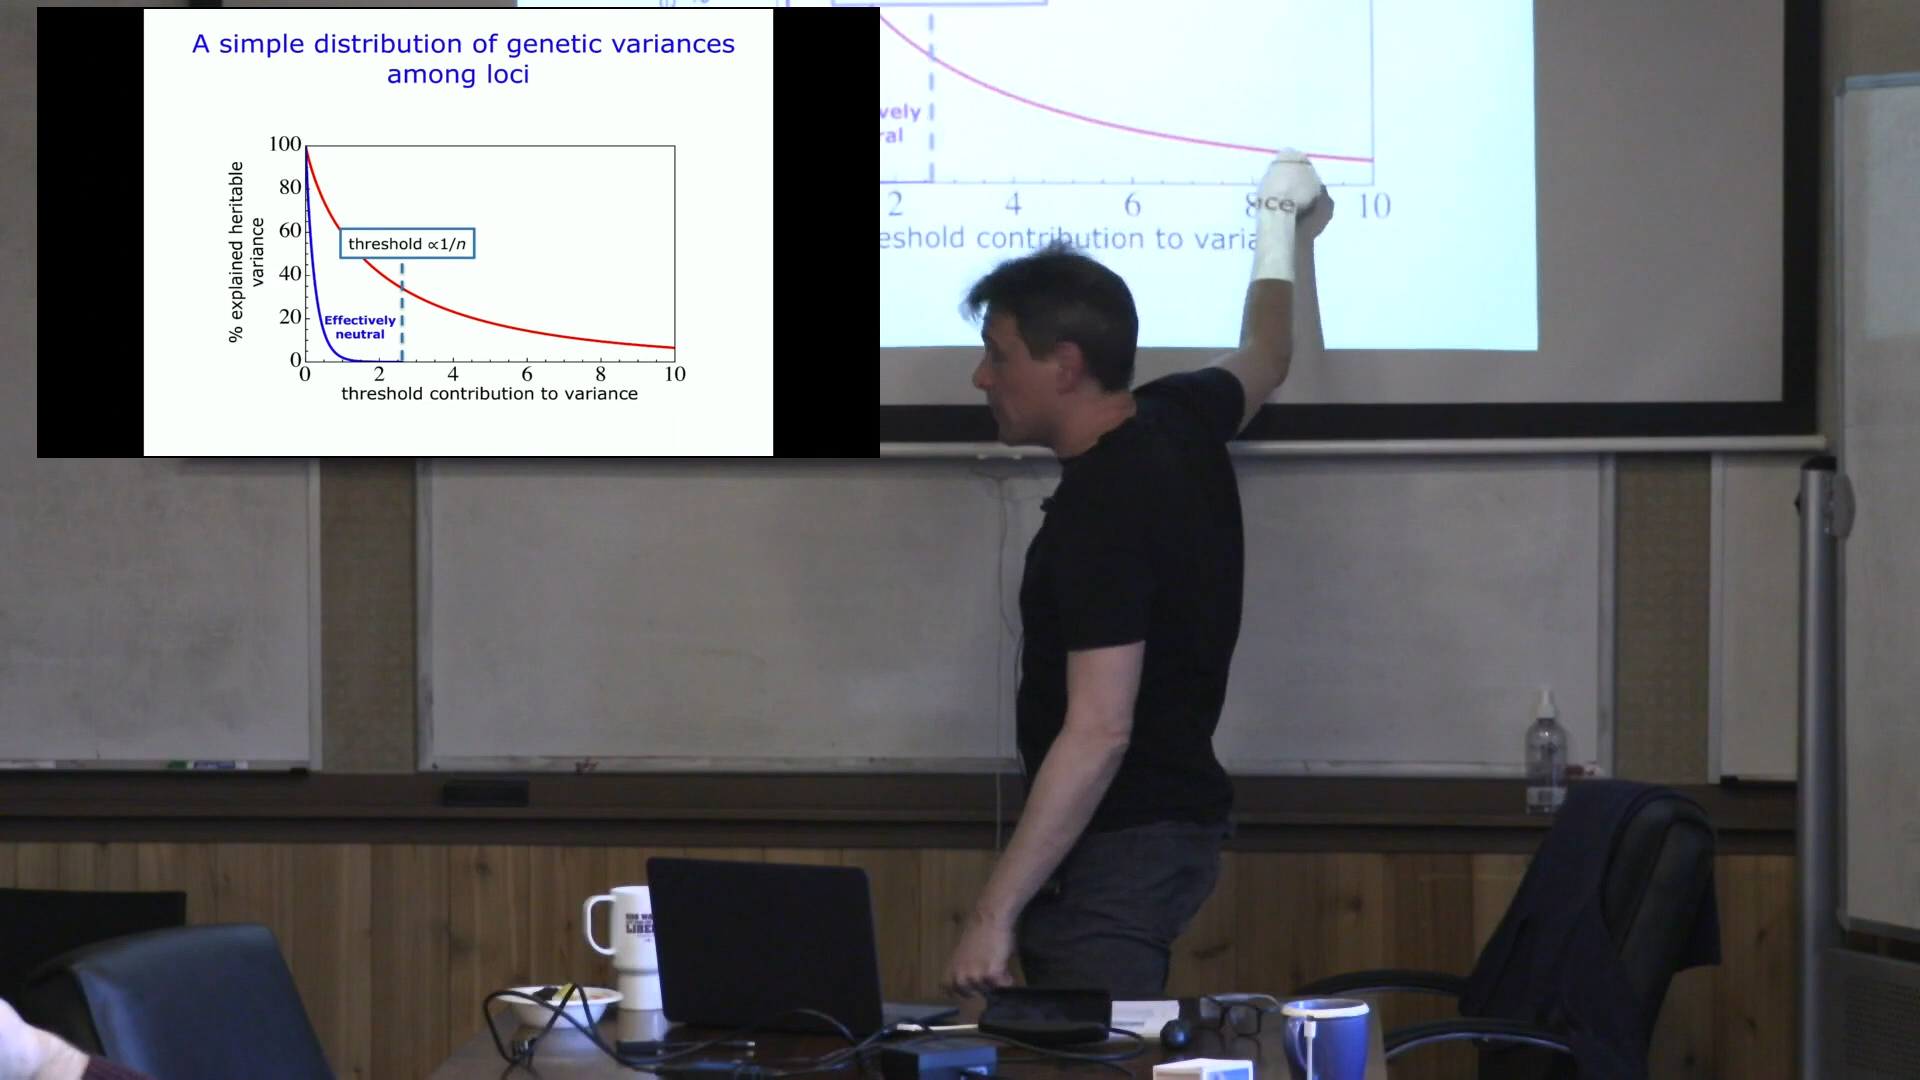 A simple distribution of genetic variances
among loci
100
80
60
40
20
0
% explained heritable
variance
threshold ∝1/n
Effectively
neutral
0 2 4 6 8 10
threshold contribution to variance
vely
ral
2 4 6 8 10
eshold contribution to varia
nce